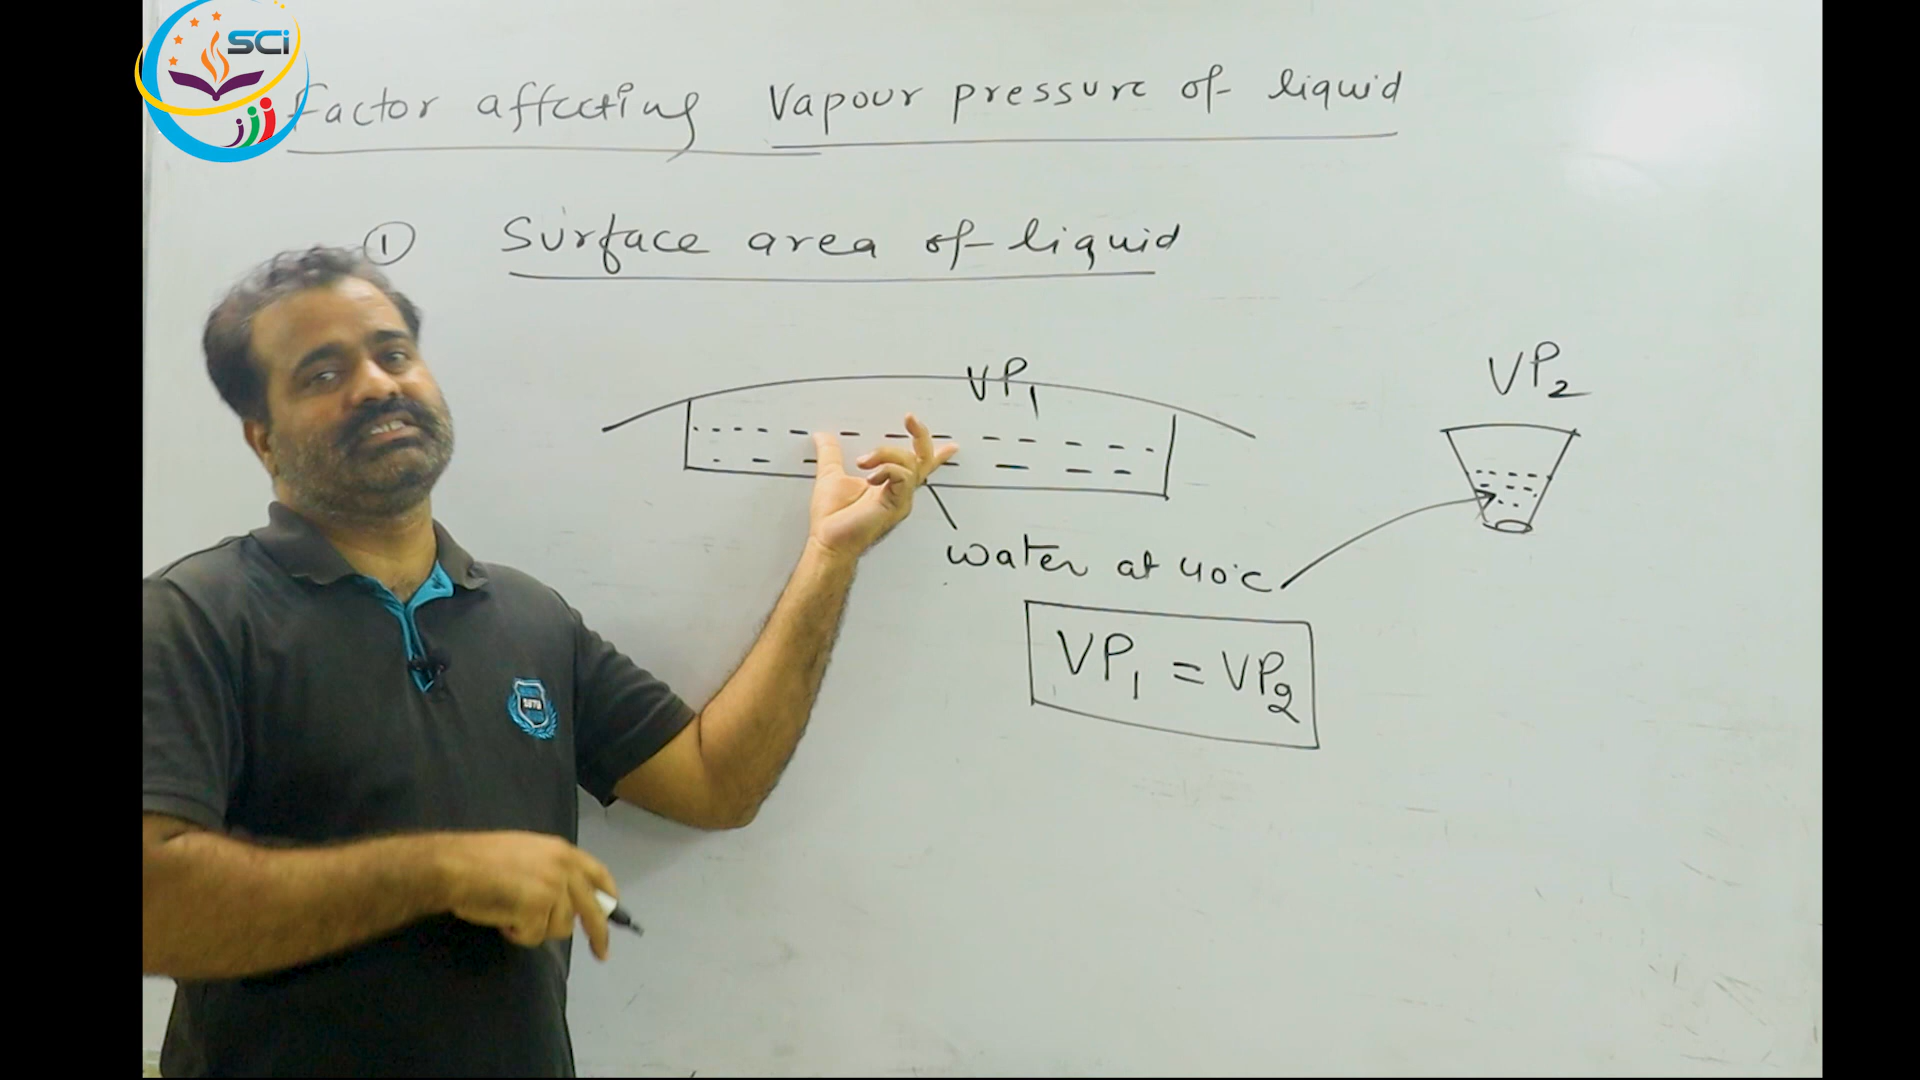 SCi
Factor affecting Vapour pressure of liquid
1 Surface area of liquid
VP1
VP2
water at 40°C
VP1 = VP2